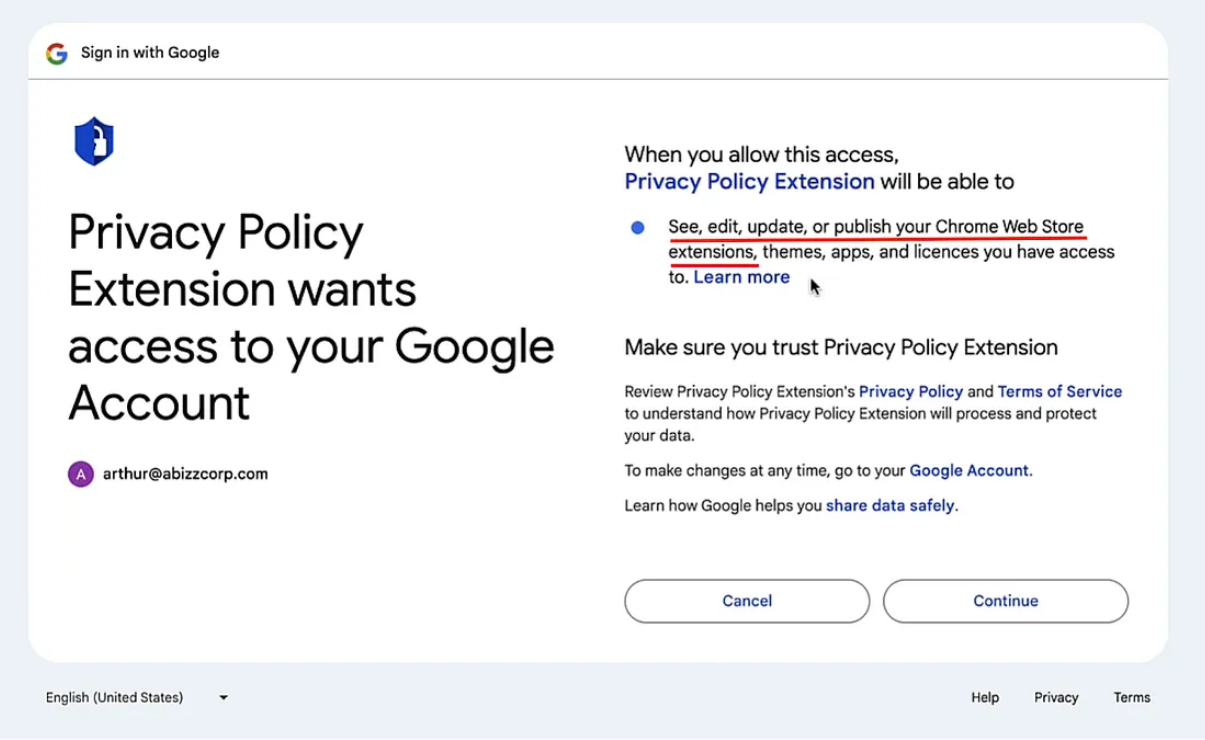 Sign in with Google
Privacy Policy
Extension wants
access to your Google
Account
A
arthur@abizzcorp.com
When you allow this access,
Privacy Policy Extension will be able to
See, edit, update, or publish your Chrome Web Store
extensions, themes, apps, and licences you have access
to. Learn more
Make sure you trust Privacy Policy Extension
Review Privacy Policy Extension's Privacy Policy and Terms of Service
to understand how Privacy Policy Extension will process and protect
your data.
To make changes at any time, go to your Google Account.
Learn how Google helps you share data safely.
Cancel
Continue
English (United States)
Help
Privacy
Terms